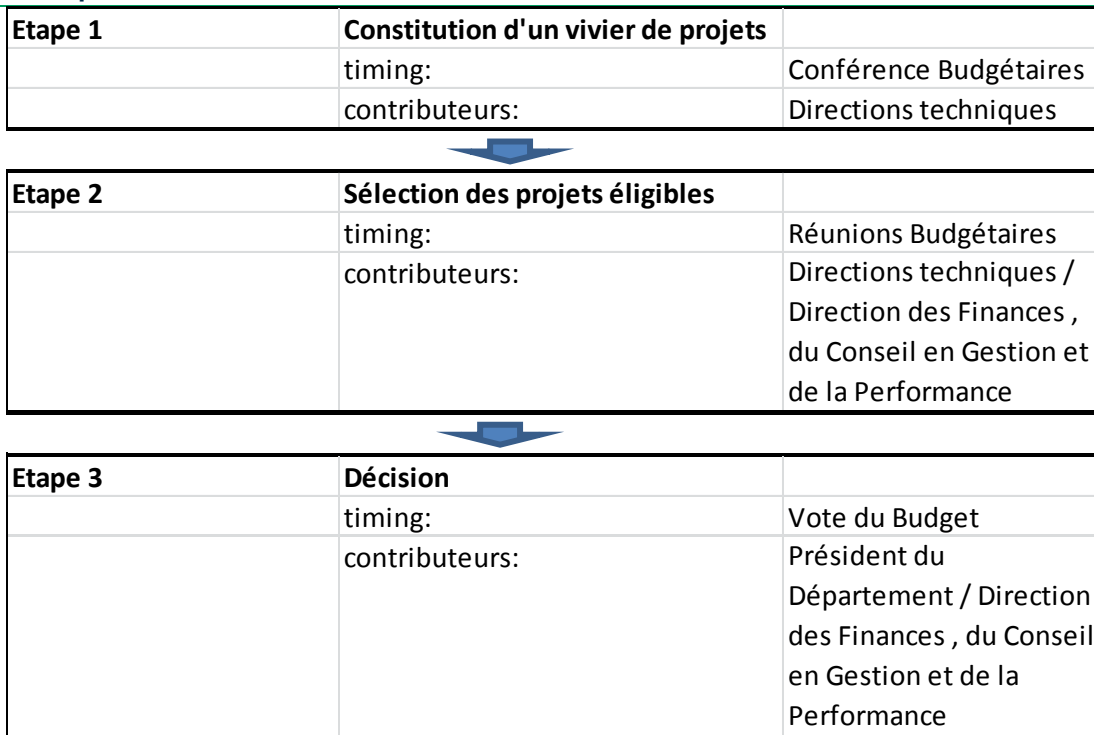 Etape 1 Constitution d'un vivier de projets
timing: Conférence Budgétaires
contributeurs: Directions techniques
Etape 2 Sélection des projets éligibles
timing: Réunions Budgétaires
contributeurs: Directions techniques /
Direction des Finances ,
du Conseil en Gestion et
de la Performance
Etape 3 Décision
timing: Vote du Budget
contributeurs: Président du
Département / Direction
des Finances , du Conseil
en Gestion et de la
Performance